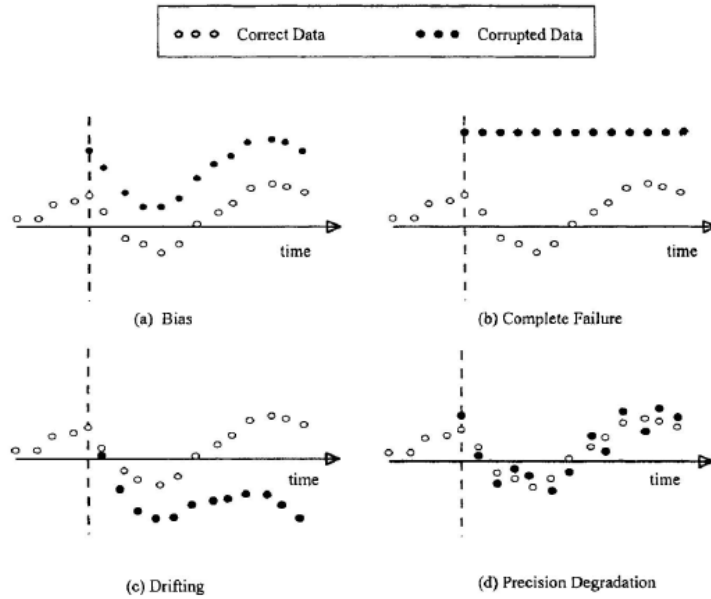 Correct Data
Corrupted Data
time
time
(a) Bias
(b) Complete Failure
time
time
(c) Drifting
(d) Precision Degradation